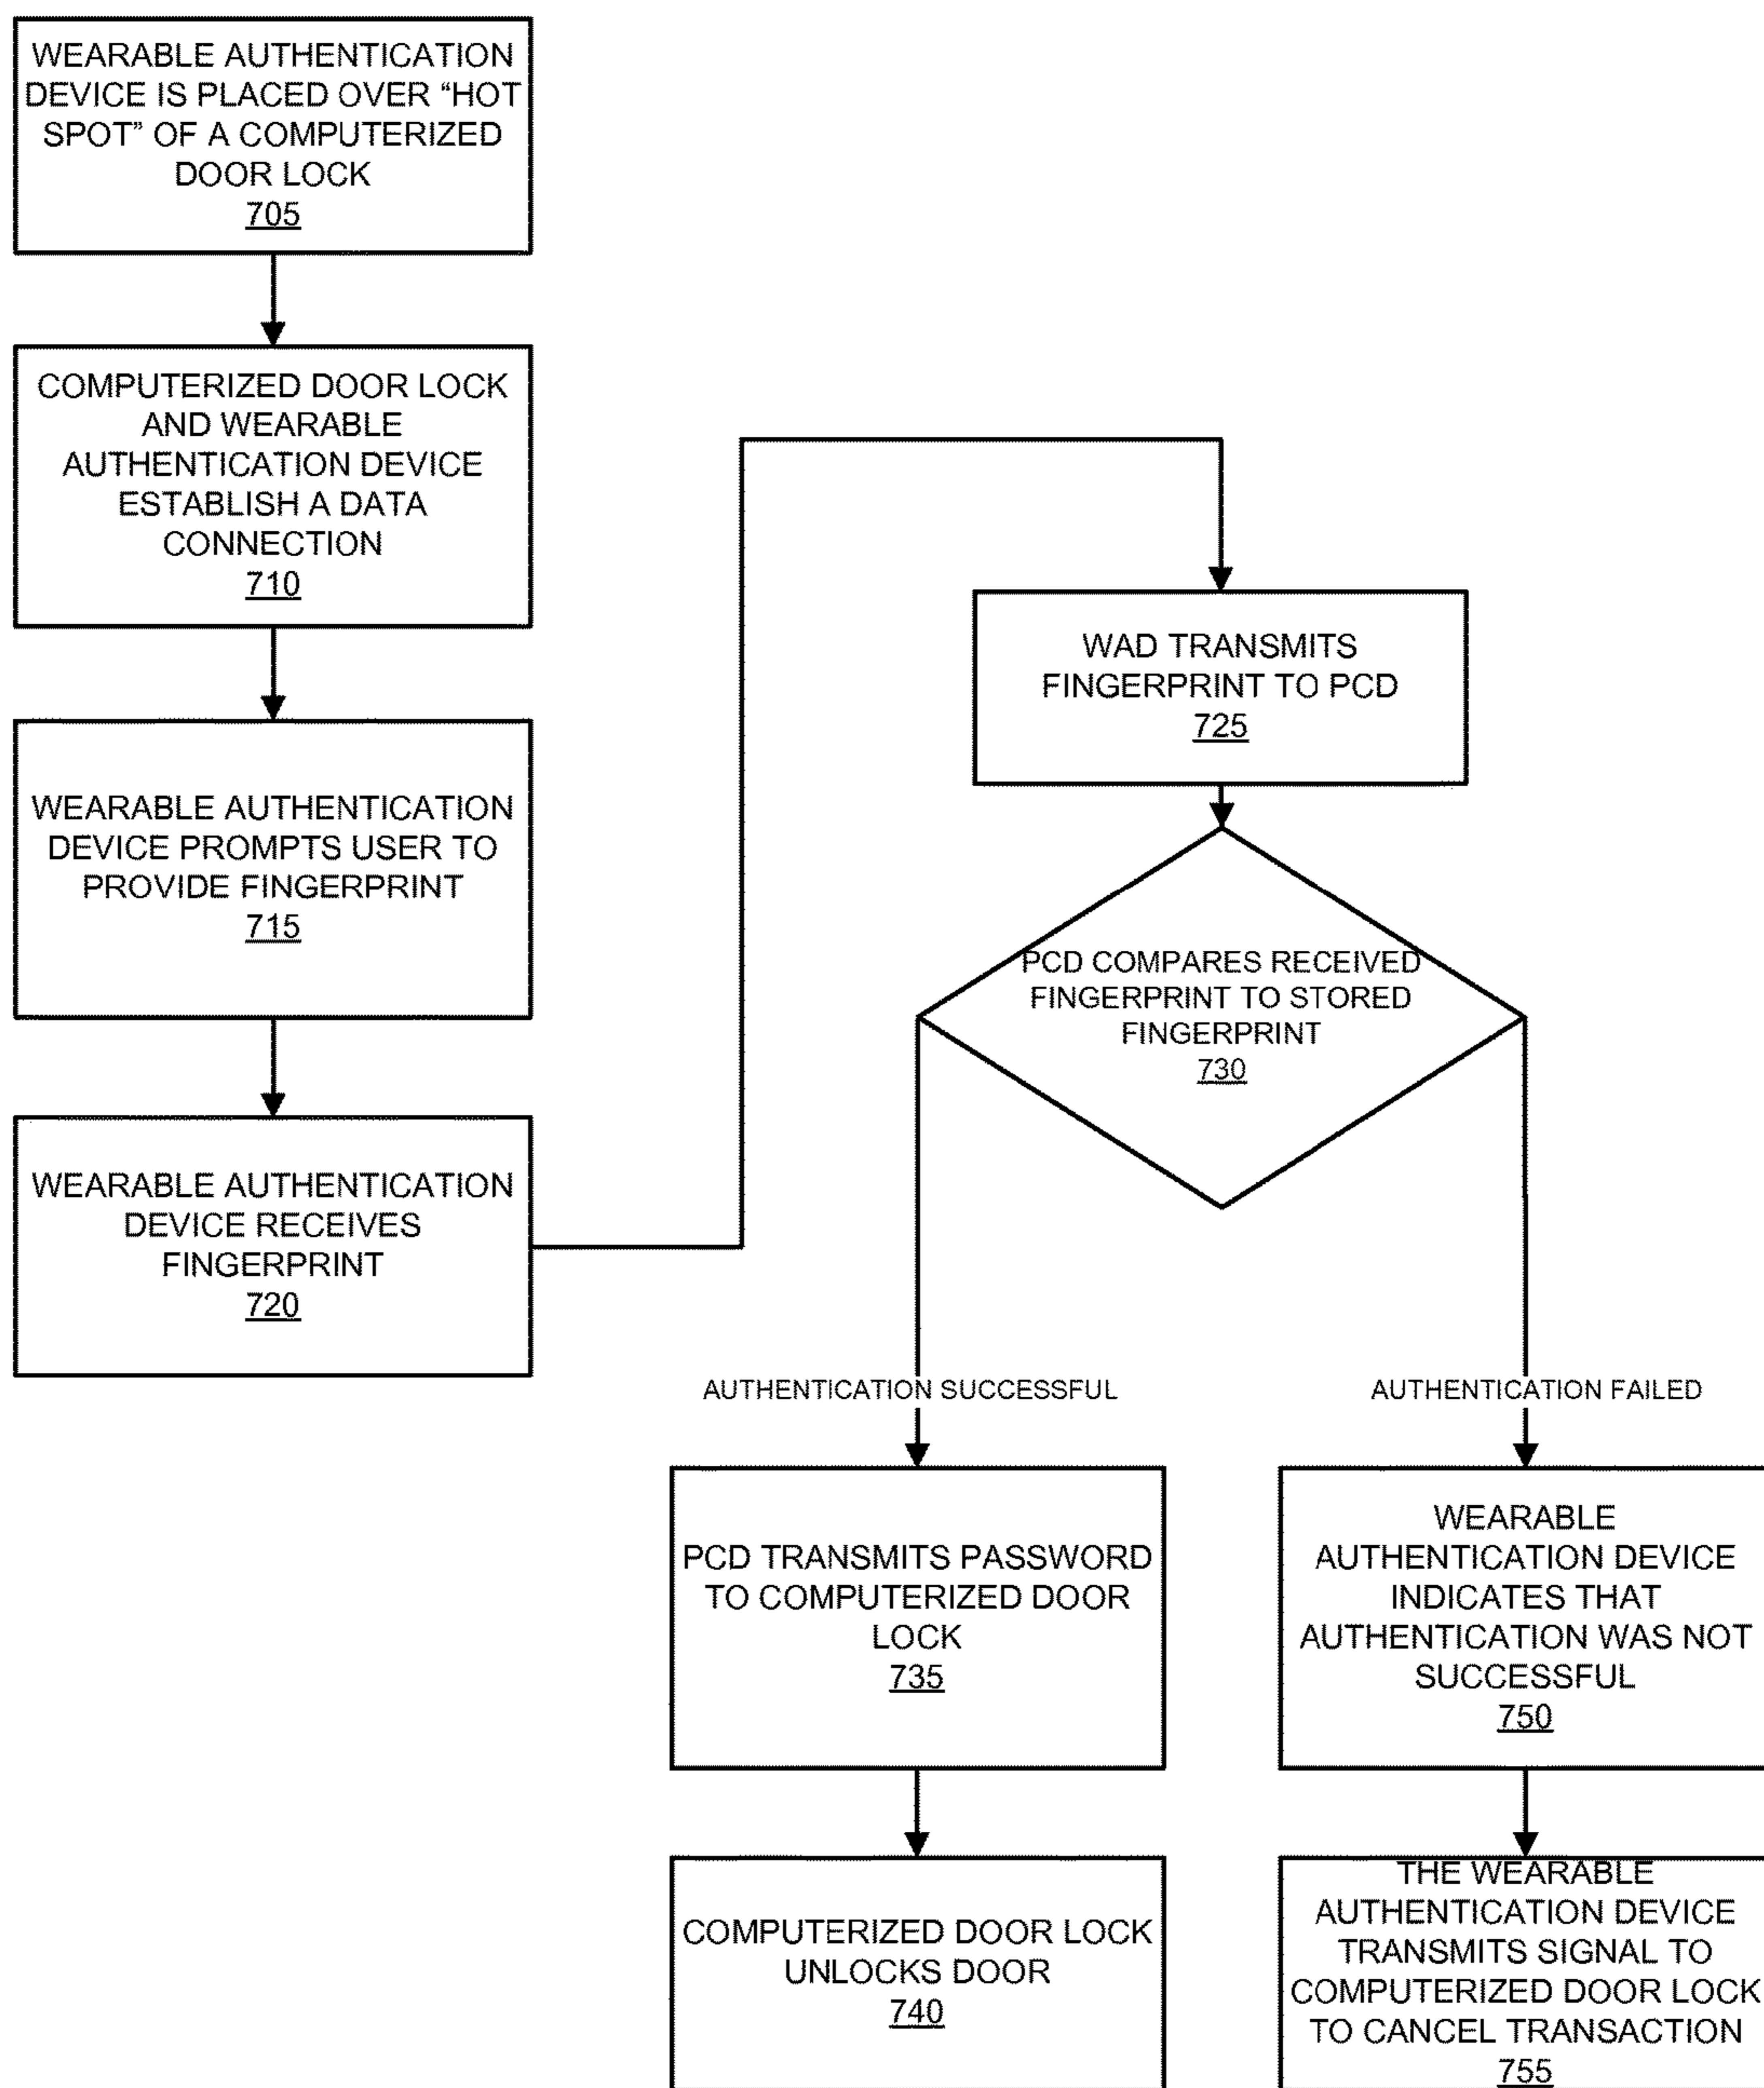 WEARABLE AUTHENTICATION
DEVICE IS PLACED OVER “HOT
SPOT” OF A COMPUTERIZED
DOOR LOCK
705
COMPUTERIZED DOOR LOCK
AND WEARABLE
AUTHENTICATION DEVICE
ESTABLISH A DATA
CONNECTION
710
WEARABLE AUTHENTICATION
DEVICE PROMPTS USER TO
PROVIDE FINGERPRINT
715
WEARABLE AUTHENTICATION
DEVICE RECEIVES
FINGERPRINT
720
WAD TRANSMITS
FINGERPRINT TO PCD
725
PCD COMPARES RECEIVED
FINGERPRINT TO STORED
FINGERPRINT
730
AUTHENTICATION SUCCESSFUL
PCD TRANSMITS PASSWORD
TO COMPUTERIZED DOOR
LOCK
735
COMPUTERIZED DOOR LOCK
UNLOCKS DOOR
740
AUTHENTICATION FAILED
WEARABLE
AUTHENTICATION DEVICE
INDICATES THAT
AUTHENTICATION WAS NOT
SUCCESSFUL
750
THE WEARABLE
AUTHENTICATION DEVICE
TRANSMITS SIGNAL TO
COMPUTERIZED DOOR LOCK
TO CANCEL TRANSACTION
755